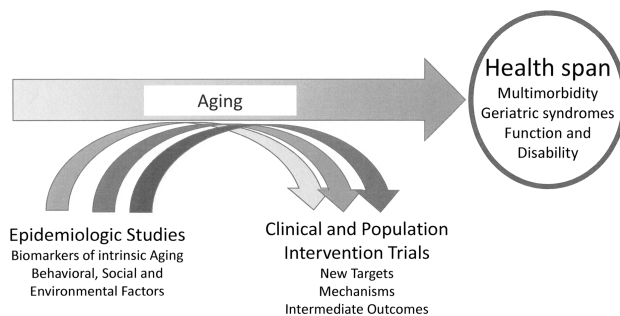 Aging
Health span
Multimorbidity
Geriatric syndromes
Function and
Disability
Epidemiologic Studies
Biomarkers of intrinsic Aging
Behavioral, Social and
Environmental Factors
Clinical and Population
Intervention Trials
New Targets
Mechanisms
Intermediate Outcomes